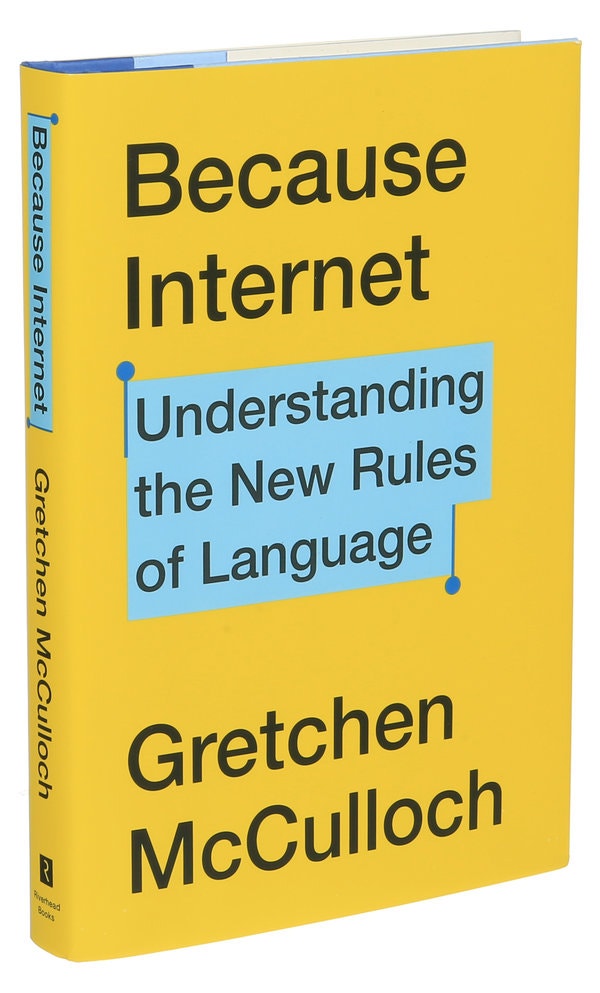 Because
Internet
Understanding
the New Rules
of Language
Gretchen
McCulloch
Because Internet
Gretchen McCulloch
R
Riverhead
Books